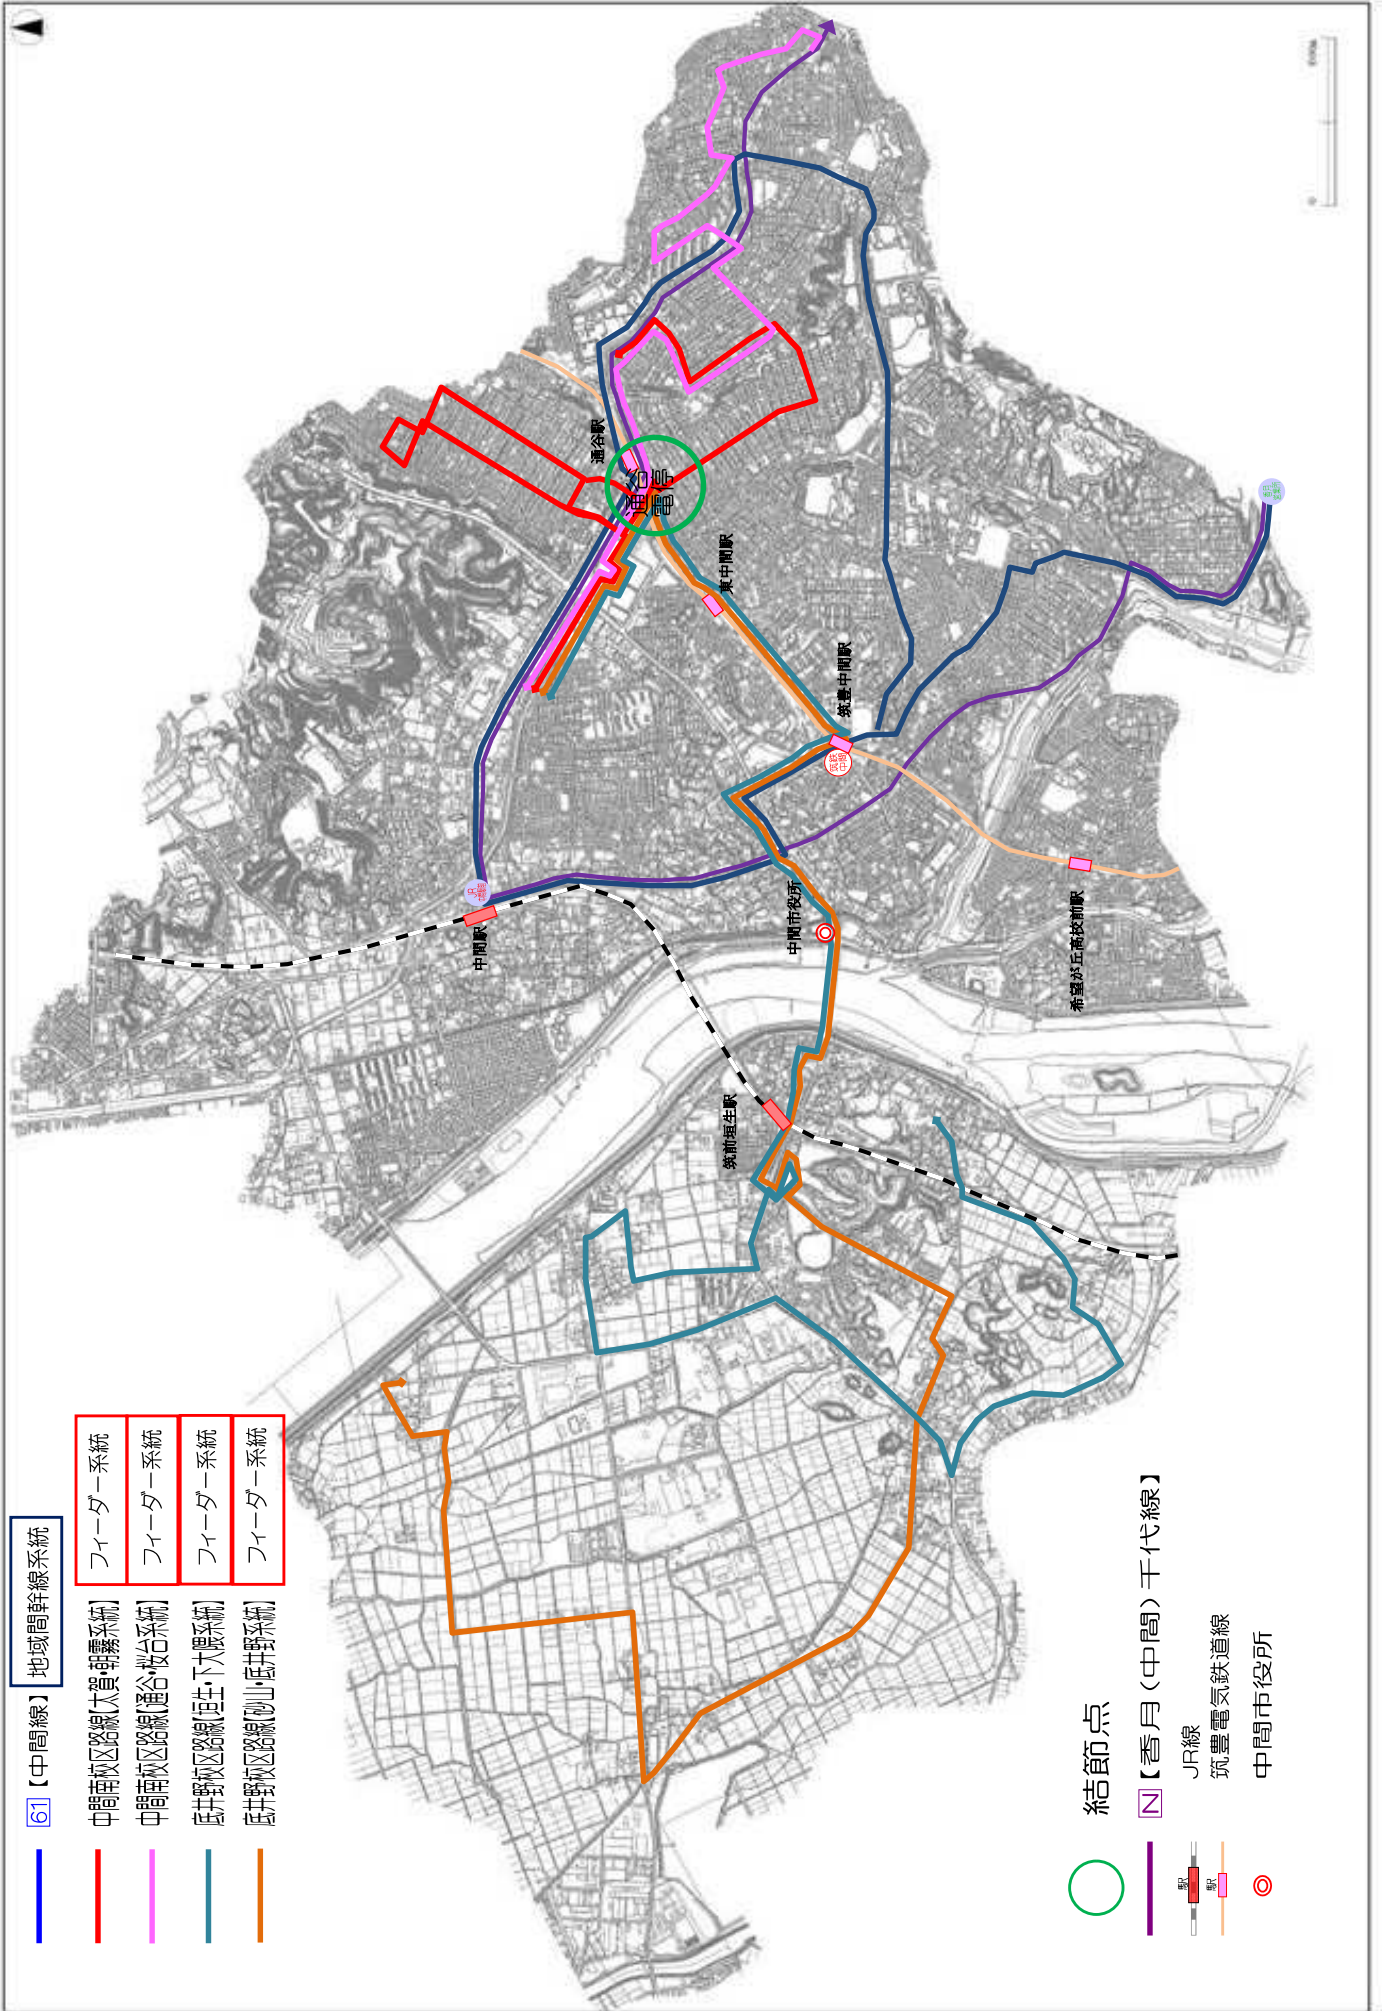 61【中間線】 地域間幹線系統
中間南校区路線【太賀・朝霧系統】 フィーダー系統
中間南校区路線【通谷・桜台系統】 フィーダー系統
底井野校区路線【垣生・下大隈系統】 フィーダー系統
底井野校区路線【砂山・底井野系統】 フィーダー系統
中間駅
通谷駅
通谷
電停
東中間駅
筑豊中間駅
筑鉄
中間
中間市役所
筑前垣生駅
希望が丘高校前駅
結節点
N【香月（中間）千代線】
駅 JR線
駅 筑豊電気鉄道線
中間市役所